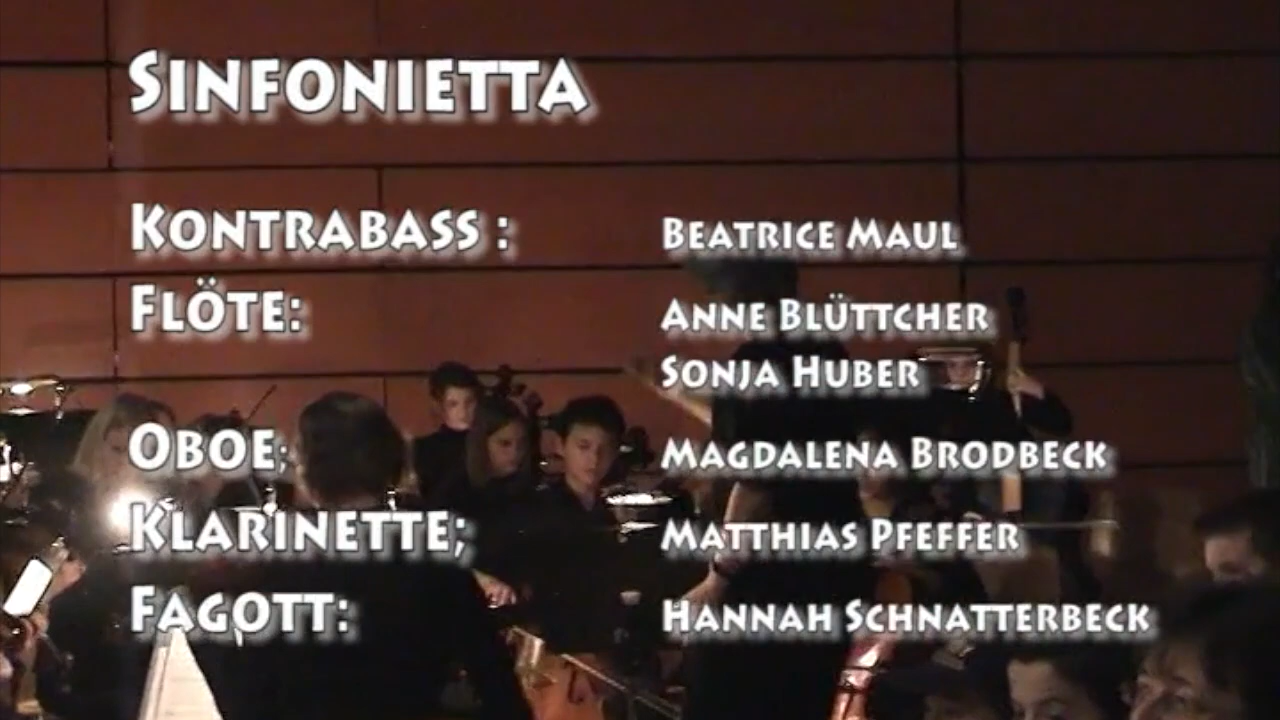 SINFONIETTA
KONTRABASS : BEATRICE MAUL
FLÖTE: ANNE BLÜTTCHER
SONJA HUBER
OBOE; MAGDALENA BRODBECK
KLARINETTE; MATTHIAS PFEFFER
FAGOTT: HANNAH SCHNATTERBECK